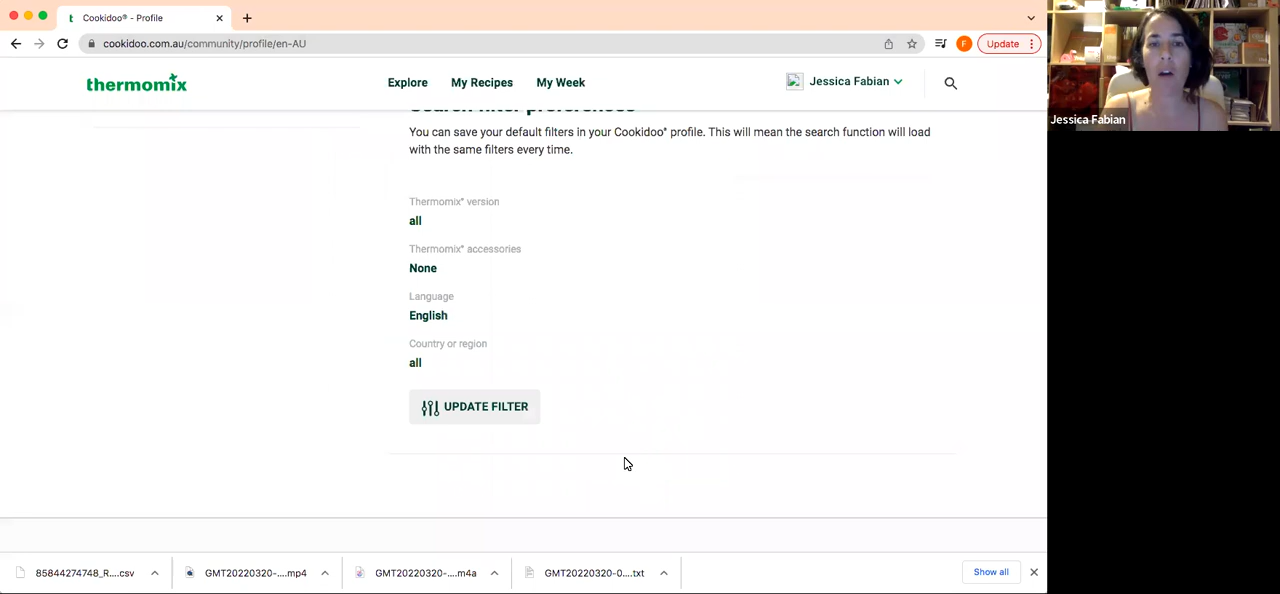 Cookidoo® - Profile
cookidoo.com.au/community/profile/en-AU
F
Update
thermomix
Explore
My Recipes
My Week
Jessica Fabian
Search filter preferences
You can save your default filters in your Cookidoo® profile. This will mean the search function will load
with the same filters every time.
Thermomix® version
all
Thermomix® accessories
None
Language
English
Country or region
all
UPDATE FILTER
85844274748_R....csv
GMT20220320-....mp4
GMT20220320-....m4a
GMT20220320-0....txt
Show all
Jessica Fabian